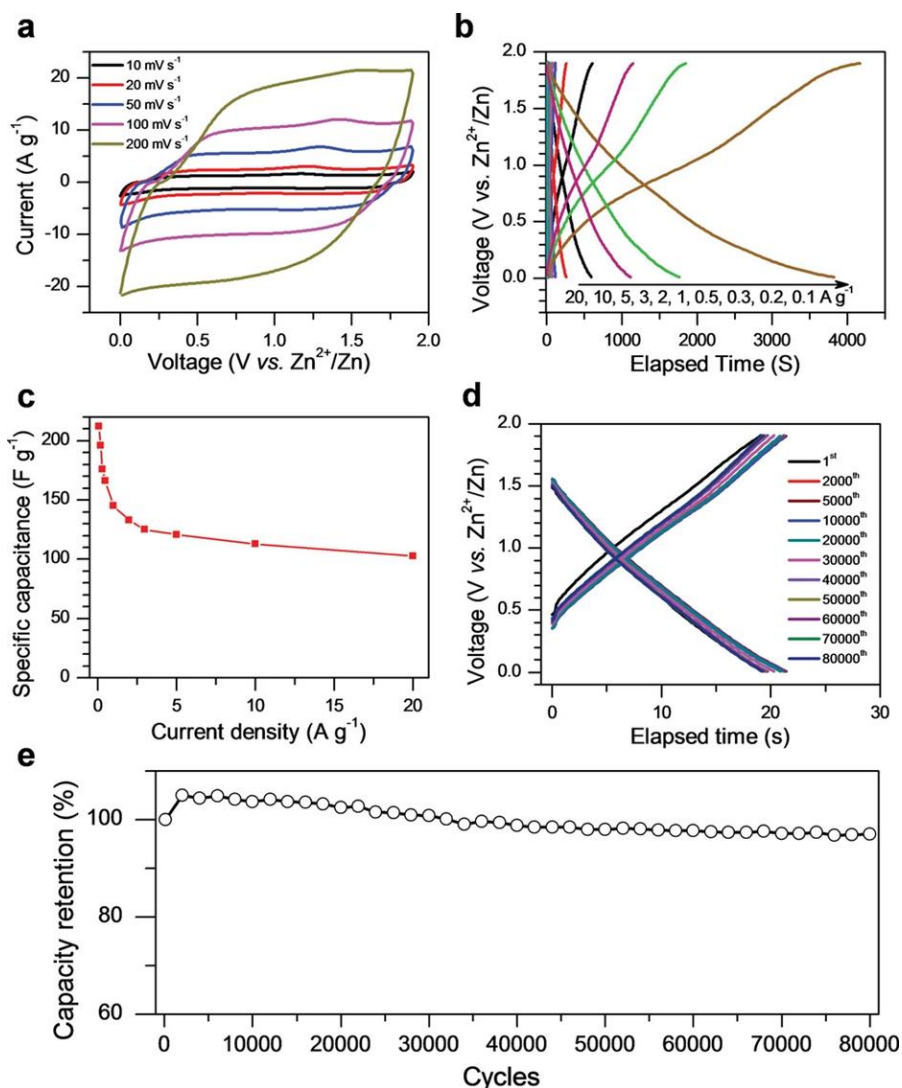 a
10 mV s⁻¹
20 mV s⁻¹
50 mV s⁻¹
100 mV s⁻¹
200 mV s⁻¹
Current (A g⁻¹)
20
10
0
-10
-20
0.0 0.5 1.0 1.5 2.0
Voltage (V vs. Zn²⁺/Zn)
b
Voltage (V vs. Zn²⁺/Zn)
2.0
1.5
1.0
0.5
0.0
20, 10, 5, 3, 2, 1, 0.5, 0.3, 0.2, 0.1 A g⁻¹
0 1000 2000 3000 4000
Elapsed Time (S)
c
Specific capacitance (F g⁻¹)
200
150
100
50
0
0 5 10 15 20
Current density (A g⁻¹)
d
Voltage (V vs. Zn²⁺/Zn)
2.0
1.5
1.0
0.5
0.0
1ˢᵗ
2000ᵗʰ
5000ᵗʰ
10000ᵗʰ
20000ᵗʰ
30000ᵗʰ
40000ᵗʰ
50000ᵗʰ
60000ᵗʰ
70000ᵗʰ
80000ᵗʰ
0 10 20 30
Elapsed time (s)
e
Capacity retention (%)
100
80
60
0 10000 20000 30000 40000 50000 60000 70000 80000
Cycles